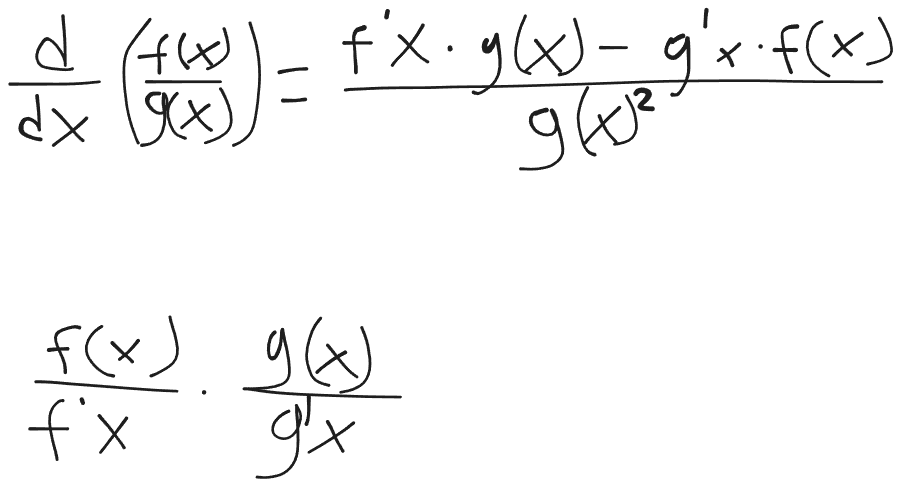 d/dx (f(x)/g(x)) = (f'x · g(x) − g'x · f(x))/g(x)²
f(x)/f'x · g(x)/g'x